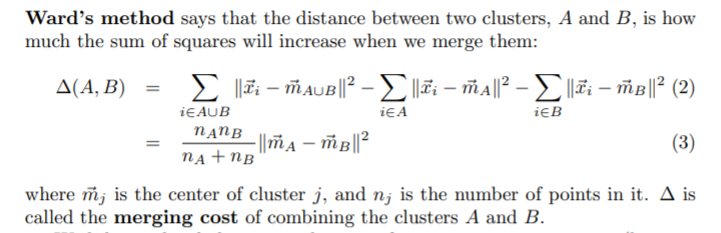 Ward's method says that the distance between two clusters, A and B, is how
much the sum of squares will increase when we merge them:
Δ(A, B) = ∑_{i∈A∪B} ‖x⃗_i − m⃗_{A∪B}‖² − ∑_{i∈A} ‖x⃗_i − m⃗_A‖² − ∑_{i∈B} ‖x⃗_i − m⃗_B‖² (2)
= \frac{n_A n_B}{n_A + n_B} ‖m⃗_A − m⃗_B‖² (3)
where m⃗_j is the center of cluster j, and n_j is the number of points in it. Δ is
called the merging cost of combining the clusters A and B.